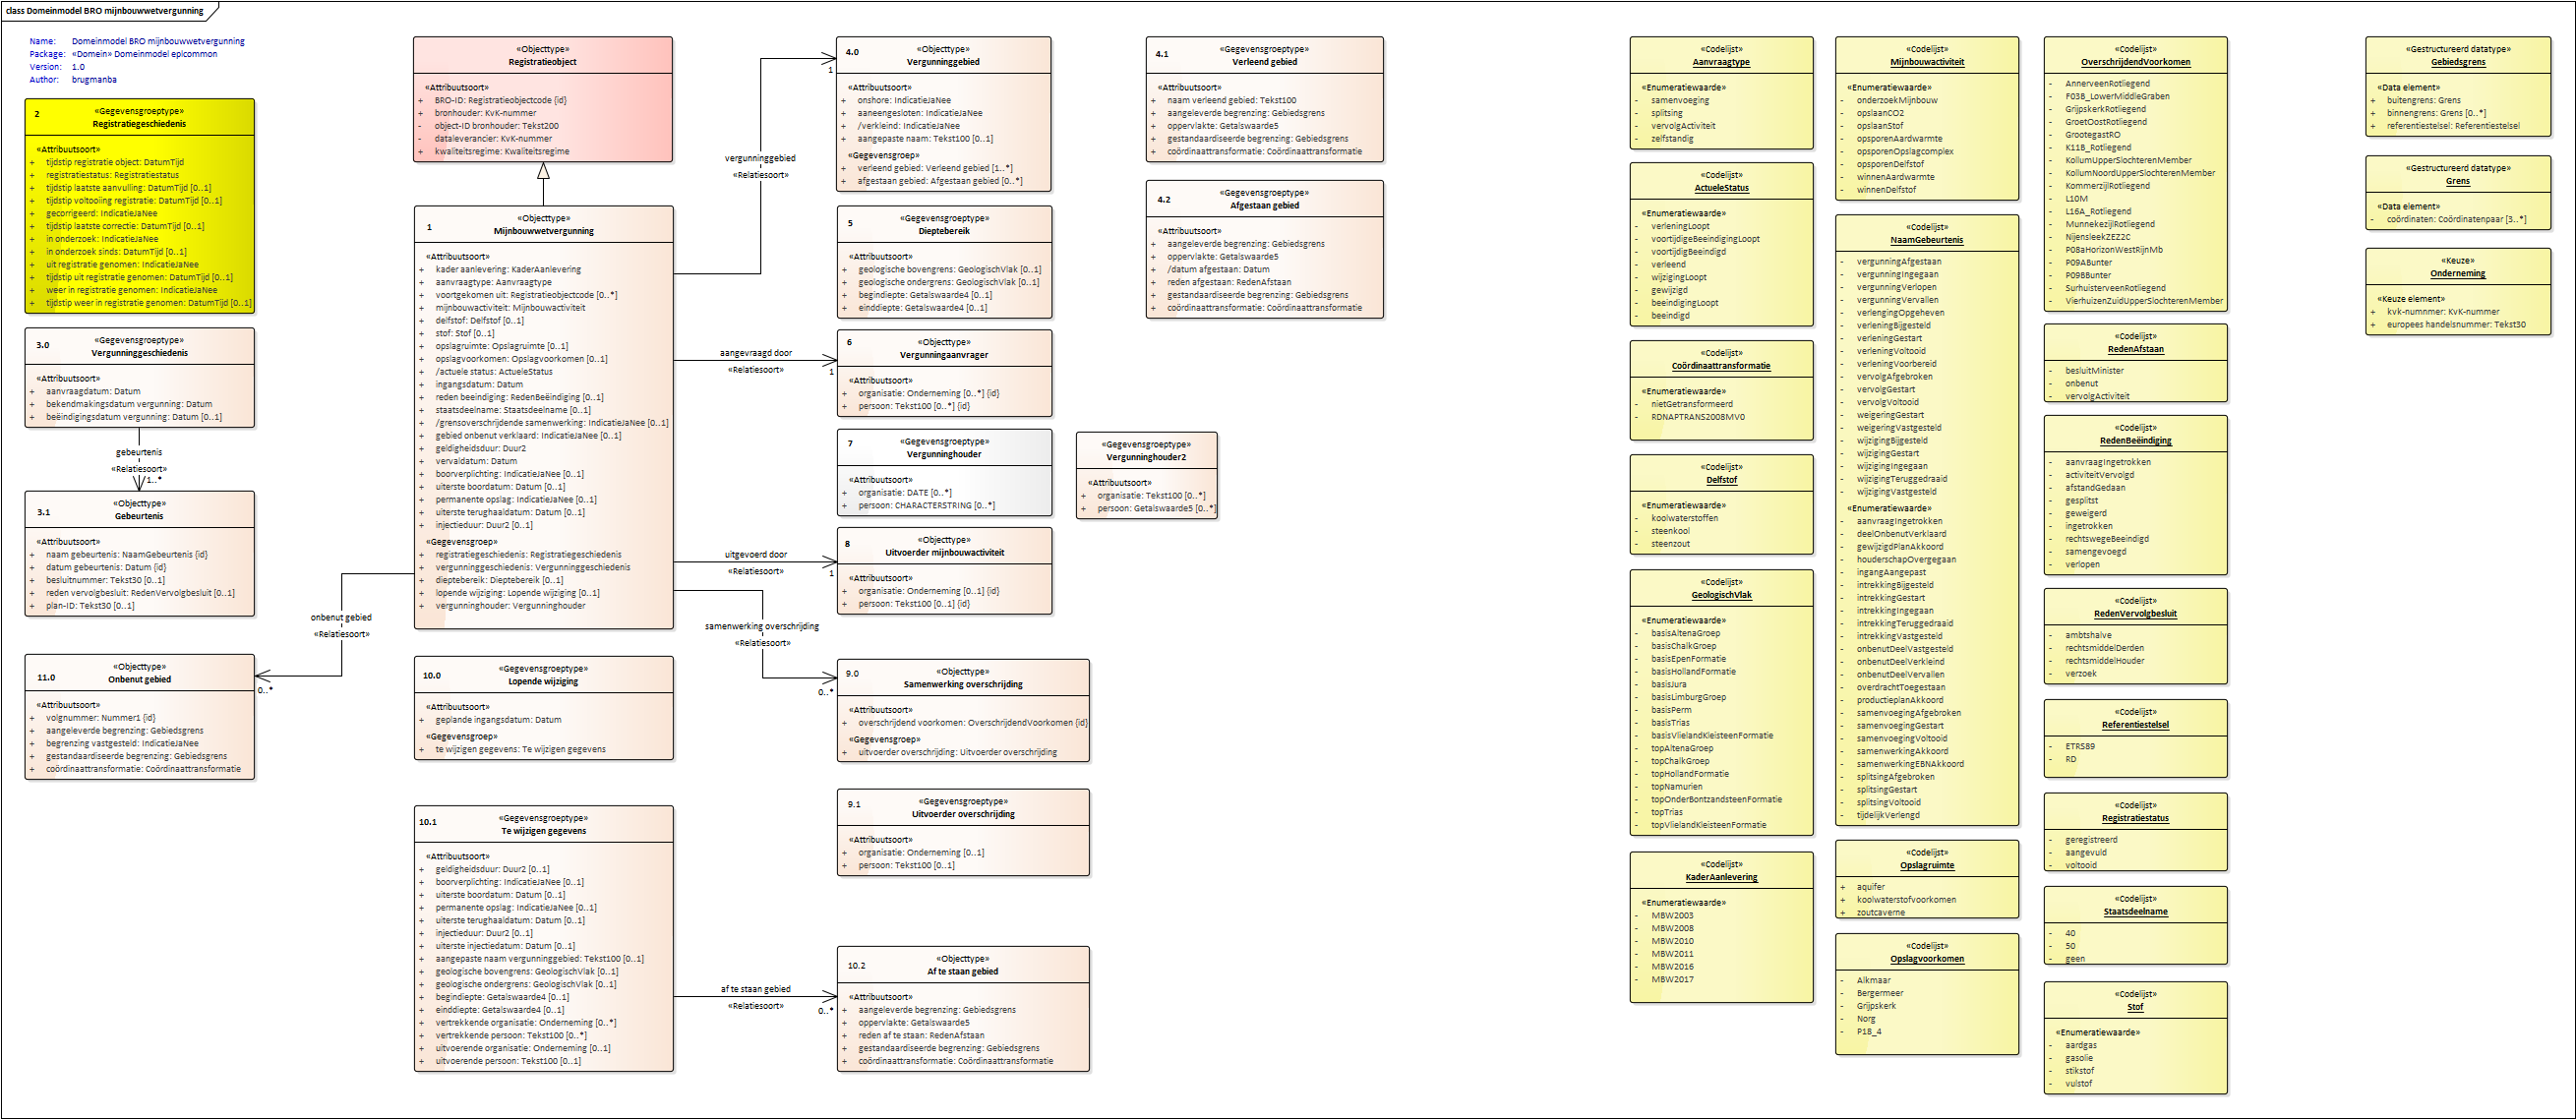 class Domeinmodel BRO mijnbouwwetvergunning
Name: Domeinmodel BRO mijnbouwwetvergunning
Package: «Domein» Domeinmodel eplcommon
Version: 1.0
Author: brugmanba
2
«Gegevensgroeptype»
Registratiegeschiedenis
«Attribuutsoort»
+ tijdstip registratie object: DatumTijd
+ registratiestatus: Registratiestatus
+ tijdstip laatste aanvulling: DatumTijd [0..1]
+ tijdstip voltooiing registratie: DatumTijd [0..1]
+ gecorrigeerd: IndicatieJaNee
+ tijdstip laatste correctie: DatumTijd [0..1]
+ in onderzoek: IndicatieJaNee
+ in onderzoek sinds: DatumTijd [0..1]
+ uit registratie genomen: IndicatieJaNee
+ tijdstip uit registratie genomen: DatumTijd [0..1]
+ weer in registratie genomen: IndicatieJaNee
+ tijdstip weer in registratie genomen: DatumTijd [0..1]
3.0
«Gegevensgroeptype»
Vergunninggeschiedenis
«Attribuutsoort»
+ aanvraagdatum: Datum
+ bekendmakingsdatum vergunning: Datum
+ beëindigingsdatum vergunning: Datum [0..1]
gebeurtenis
«Relatiesoort»
1..*
3.1
«Objecttype»
Gebeurtenis
«Attribuutsoort»
+ naam gebeurtenis: NaamGebeurtenis {id}
+ datum gebeurtenis: Datum {id}
+ besluitnummer: Tekst30 [0..1]
+ reden vervolgbesluit: RedenVervolgbesluit [0..1]
+ plan-ID: Tekst30 [0..1]
11.0
«Objecttype»
Onbenut gebied
«Attribuutsoort»
+ volgnummer: Nummer1 {id}
+ aangeleverde begrenzing: Gebiedsgrens
+ begrenzing vastgesteld: IndicatieJaNee
+ gestandaardiseerde begrenzing: Gebiedsgrens
+ coördinaattransformatie: Coördinaattransformatie
onbenut gebied
«Relatiesoort»
0..*
«Objecttype»
Registratieobject
«Attribuutsoort»
+ BRO-ID: Registratieobjectcode {id}
+ bronhouder: KvK-nummer
- object-ID bronhouder: Tekst200
- dataleverancier: KvK-nummer
+ kwaliteitsregime: Kwaliteitsregime
1
«Objecttype»
Mijnbouwwetvergunning
«Attribuutsoort»
+ kader aanlevering: KaderAanlevering
+ aanvraagtype: Aanvraagtype
+ voortgekomen uit: Registratieobjectcode [0..*]
+ mijnbouwactiviteit: Mijnbouwactiviteit
+ delfstof: Delfstof [0..1]
+ stof: Stof [0..1]
+ opslagruimte: Opslagruimte [0..1]
+ opslagvoorkomen: Opslagvoorkomen [0..1]
+ /actuele status: ActueleStatus
+ ingangsdatum: Datum
+ reden beeindiging: RedenBeëindiging [0..1]
+ staatsdeelname: Staatsdeelname [0..1]
+ /grensoverschrijdende samenwerking: IndicatieJaNee [0..1]
+ gebied onbenut verklaard: IndicatieJaNee [0..1]
+ geldigheidsduur: Duur2 [0..1]
+ vervaldatum: Datum
+ boorverplichting: IndicatieJaNee [0..1]
+ uiterste boordatum: Datum [0..1]
+ permanente opslag: IndicatieJaNee [0..1]
+ uiterste terughaaldatum: Datum [0..1]
+ injectieduur: Duur2 [0..1]
«Gegevensgroep»
+ registratiegeschiedenis: Registratiegeschiedenis
+ vergunninggeschiedenis: Vergunninggeschiedenis
+ dieptebereik: Dieptebereik [0..1]
+ lopende wijziging: Lopende wijziging [0..1]
+ vergunninghouder: Vergunninghouder
10.0
«Gegevensgroeptype»
Lopende wijziging
«Attribuutsoort»
+ geplande ingangsdatum: Datum
«Gegevensgroep»
+ te wijzigen gegevens: Te wijzigen gegevens
10.1
«Gegevensgroeptype»
Te wijzigen gegevens
«Attribuutsoort»
+ geldigheidsduur: Duur2 [0..1]
+ boorverplichting: IndicatieJaNee [0..1]
+ uiterste boordatum: Datum [0..1]
+ permanente opslag: IndicatieJaNee [0..1]
+ uiterste terughaaldatum: Datum [0..1]
+ injectieduur: Duur2 [0..1]
+ uiterste injectiedatum: Datum [0..1]
+ aangepaste naam vergunninggebied: Tekst100 [0..1]
+ geologische bovengrens: GeologischVlak [0..1]
+ geologische ondergrens: GeologischVlak [0..1]
+ begindiepte: Getalswaarde4 [0..1]
+ einddiepte: Getalswaarde4 [0..1]
+ vertrekkende organisatie: Onderneming [0..*]
+ vertrekkende persoon: Tekst100 [0..*]
+ uitvoerende organisatie: Onderneming [0..1]
+ uitvoerende persoon: Tekst100 [0..1]
vergunninggebied
«Relatiesoort»
1
aangevraagd door
«Relatiesoort»
1
uitgevoerd door
«Relatiesoort»
1
samenwerking overschrijding
«Relatiesoort»
0..*
af te staan gebied
«Relatiesoort»
0..*
4.0
«Objecttype»
Vergunninggebied
«Attribuutsoort»
+ onshore: IndicatieJaNee
+ aaneengesloten: IndicatieJaNee
+ /verkleind: IndicatieJaNee
+ aangepaste naam: Tekst100 [0..1]
«Gegevensgroep»
+ verleend gebied: Verleend gebied [1..*]
+ afgestaan gebied: Afgestaan gebied [0..*]
5
«Gegevensgroeptype»
Dieptebereik
«Attribuutsoort»
+ geologische bovengrens: GeologischVlak [0..1]
+ geologische ondergrens: GeologischVlak [0..1]
+ begindiepte: Getalswaarde4 [0..1]
+ einddiepte: Getalswaarde4 [0..1]
6
«Objecttype»
Vergunningaanvrager
«Attribuutsoort»
+ organisatie: Onderneming [0..*] {id}
+ persoon: Tekst100 [0..*] {id}
7
«Gegevensgroeptype»
Vergunninghouder
«Attribuutsoort»
+ organisatie: DATE [0..*]
+ persoon: CHARACTERSTRING [0..*]
8
«Objecttype»
Uitvoerder mijnbouwactiviteit
«Attribuutsoort»
+ organisatie: Onderneming [0..1] {id}
+ persoon: Tekst100 [0..1] {id}
9.0
«Objecttype»
Samenwerking overschrijding
«Attribuutsoort»
+ overschrijdend voorkomen: OverschrijdendVoorkomen {id}
«Gegevensgroep»
+ uitvoerder overschrijding: Uitvoerder overschrijding
9.1
«Gegevensgroeptype»
Uitvoerder overschrijding
«Attribuutsoort»
+ organisatie: Onderneming [0..1]
+ persoon: Tekst100 [0..1]
10.2
«Objecttype»
Af te staan gebied
«Attribuutsoort»
+ aangeleverde begrenzing: Gebiedsgrens
+ oppervlakte: Getalswaarde5
+ reden af te staan: RedenAfstaan
+ gestandaardiseerde begrenzing: Gebiedsgrens
+ coördinaattransformatie: Coördinaattransformatie
4.1
«Gegevensgroeptype»
Verleend gebied
«Attribuutsoort»
+ naam verleend gebied: Tekst100
+ aangeleverde begrenzing: Gebiedsgrens
+ oppervlakte: Getalswaarde5
+ gestandaardiseerde begrenzing: Gebiedsgrens
+ coördinaattransformatie: Coördinaattransformatie
4.2
«Gegevensgroeptype»
Afgestaan gebied
«Attribuutsoort»
+ aangeleverde begrenzing: Gebiedsgrens
+ oppervlakte: Getalswaarde5
+ /datum afgestaan: Datum
+ reden afgestaan: RedenAfstaan
+ gestandaardiseerde begrenzing: Gebiedsgrens
+ coördinaattransformatie: Coördinaattransformatie
«Gegevensgroeptype»
Vergunninghouder2
«Attribuutsoort»
+ organisatie: Tekst100 [0..*]
+ persoon: Getalswaarde5 [0..*]
«Codelijst»
Aanvraagtype
«Enumeratiewaarde»
- samenvoeging
- splitsing
- vervolgActiviteit
- zelfstandig
«Codelijst»
ActueleStatus
«Enumeratiewaarde»
- verleningLoopt
- voortijdigeBeeindigingLoopt
- voortijdigBeeindigd
- verleend
- wijzigingLoopt
- gewijzigd
- beeindigingLoopt
- beeindigd
«Codelijst»
Coördinaattransformatie
«Enumeratiewaarde»
- nietGetransformeerd
- RDNAPTRANS2008MV0
«Codelijst»
Delfstof
«Enumeratiewaarde»
- koolwaterstoffen
- steenkool
- steenzout
«Codelijst»
GeologischVlak
«Enumeratiewaarde»
- basisAltenaGroep
- basisChalkGroep
- basisEpenFormatie
- basisHollandFormatie
- basisJura
- basisLimburgGroep
- basisPerm
- basisTrias
- basisVlielandKleisteenFormatie
- topAltenaGroep
- topChalkGroep
- topHollandFormatie
- topNamurien
- topOnderBontzandsteenFormatie
- topTrias
- topVlielandKleisteenFormatie
«Codelijst»
KaderAanlevering
«Enumeratiewaarde»
- MBW2003
- MBW2008
- MBW2010
- MBW2011
- MBW2016
- MBW2017
«Codelijst»
Mijnbouwactiviteit
«Enumeratiewaarde»
- onderzoekMijnbouw
- opslaanCO2
- opslaanStof
- opsporenAardwarmte
- opsporenOpslagcomplex
- opsporenDelfstof
- winnenAardwarmte
- winnenDelfstof
«Codelijst»
NaamGebeurtenis
«Enumeratiewaarde»
- vergunningAfgestaan
- vergunningIngegaan
- vergunningVerlopen
- vergunningVervallen
- verlengingOpgeheven
- verleningBijgesteld
- verleningGestart
- verleningVoltooid
- verleningVoorbereid
- vervolgAfgebroken
- vervolgGestart
- vervolgVoltooid
- weigeringGestart
- weigeringVastgesteld
- wijzigingBijgesteld
- wijzigingGestart
- wijzigingIngegaan
- wijzigingTeruggedraaid
- wijzigingVastgesteld
«Enumeratiewaarde»
- aanvraagIngetrokken
- deelOnbenutVerklaard
- gewijzigdPlanAkkoord
- houderschapOvergegaan
- ingangAangepast
- intrekkingBijgesteld
- intrekkingGestart
- intrekkingIngegaan
- intrekkingTeruggedraaid
- intrekkingVastgesteld
- onbenutDeelVastgesteld
- onbenutDeelVerkleind
- onbenutDeelVervallen
- overdrachtToegestaan
- productieplanAkkoord
- samenvoegingAfgebroken
- samenvoegingGestart
- samenvoegingVoltooid
- samenwerkingAkkoord
- samenwerkingEBNAkkoord
- splitsingAfgebroken
- splitsingGestart
- splitsingVoltooid
- tijdelijkVerlengd
«Codelijst»
Opslagruimte
+ aquifer
+ koolwaterstofvoorkomen
+ zoutcaverne
«Codelijst»
Opslagvoorkomen
- Alkmaar
- Bergermeer
- Grijpskerk
- Norg
- P18_4
«Codelijst»
OverschrijdendVoorkomen
- AnnerveenRotliegend
- F03B_LowerMiddleGraben
- GrijpskerkRotliegend
- GroetOostRotliegend
- GrootegastRO
- K11B_Rotliegend
- KollumUpperSlochterenMember
- KollumNoordUpperSlochterenMember
- KommerzijlRotliegend
- L10M
- L16A_Rotliegend
- MunnekezijlRotliegend
- NijensleekZEZ2C
- P08aHorizonWestRijnMb
- P09ABunter
- P09BBunter
- SurhuisterveenRotliegend
- VierhuizenZuidUpperSlochterenMember
«Codelijst»
RedenAfstaan
- besluitMinister
- onbenut
- vervolgActiviteit
«Codelijst»
RedenBeëindiging
- aanvraagIngetrokken
- activiteitVervolgd
- afstandGedaan
- gesplitst
- geweigerd
- ingetrokken
- rechtswegeBeeindigd
- samengevoegd
- verlopen
«Codelijst»
RedenVervolgbesluit
- ambtshalve
- rechtsmiddelDerden
- rechtsmiddelHouder
- verzoek
«Codelijst»
Referentiestelsel
- ETRS89
- RD
«Codelijst»
Registratiestatus
- geregistreerd
- aangevuld
- voltooid
«Codelijst»
Staatsdeelname
- 40
- 50
- geen
«Codelijst»
Stof
«Enumeratiewaarde»
- aardgas
- gasolie
- stikstof
- vulstof
«Gestructureerd datatype»
Gebiedsgrens
«Data element»
+ buitengrens: Grens
+ binnengrens: Grens [0..*]
+ referentiestelsel: Referentiestelsel
«Gestructureerd datatype»
Grens
«Data element»
- coördinaten: Coördinatenpaar [3..*]
«Keuze»
Onderneming
«Keuze element»
+ kvk-nummner: KvK-nummer
+ europees handelsnummer: Tekst30